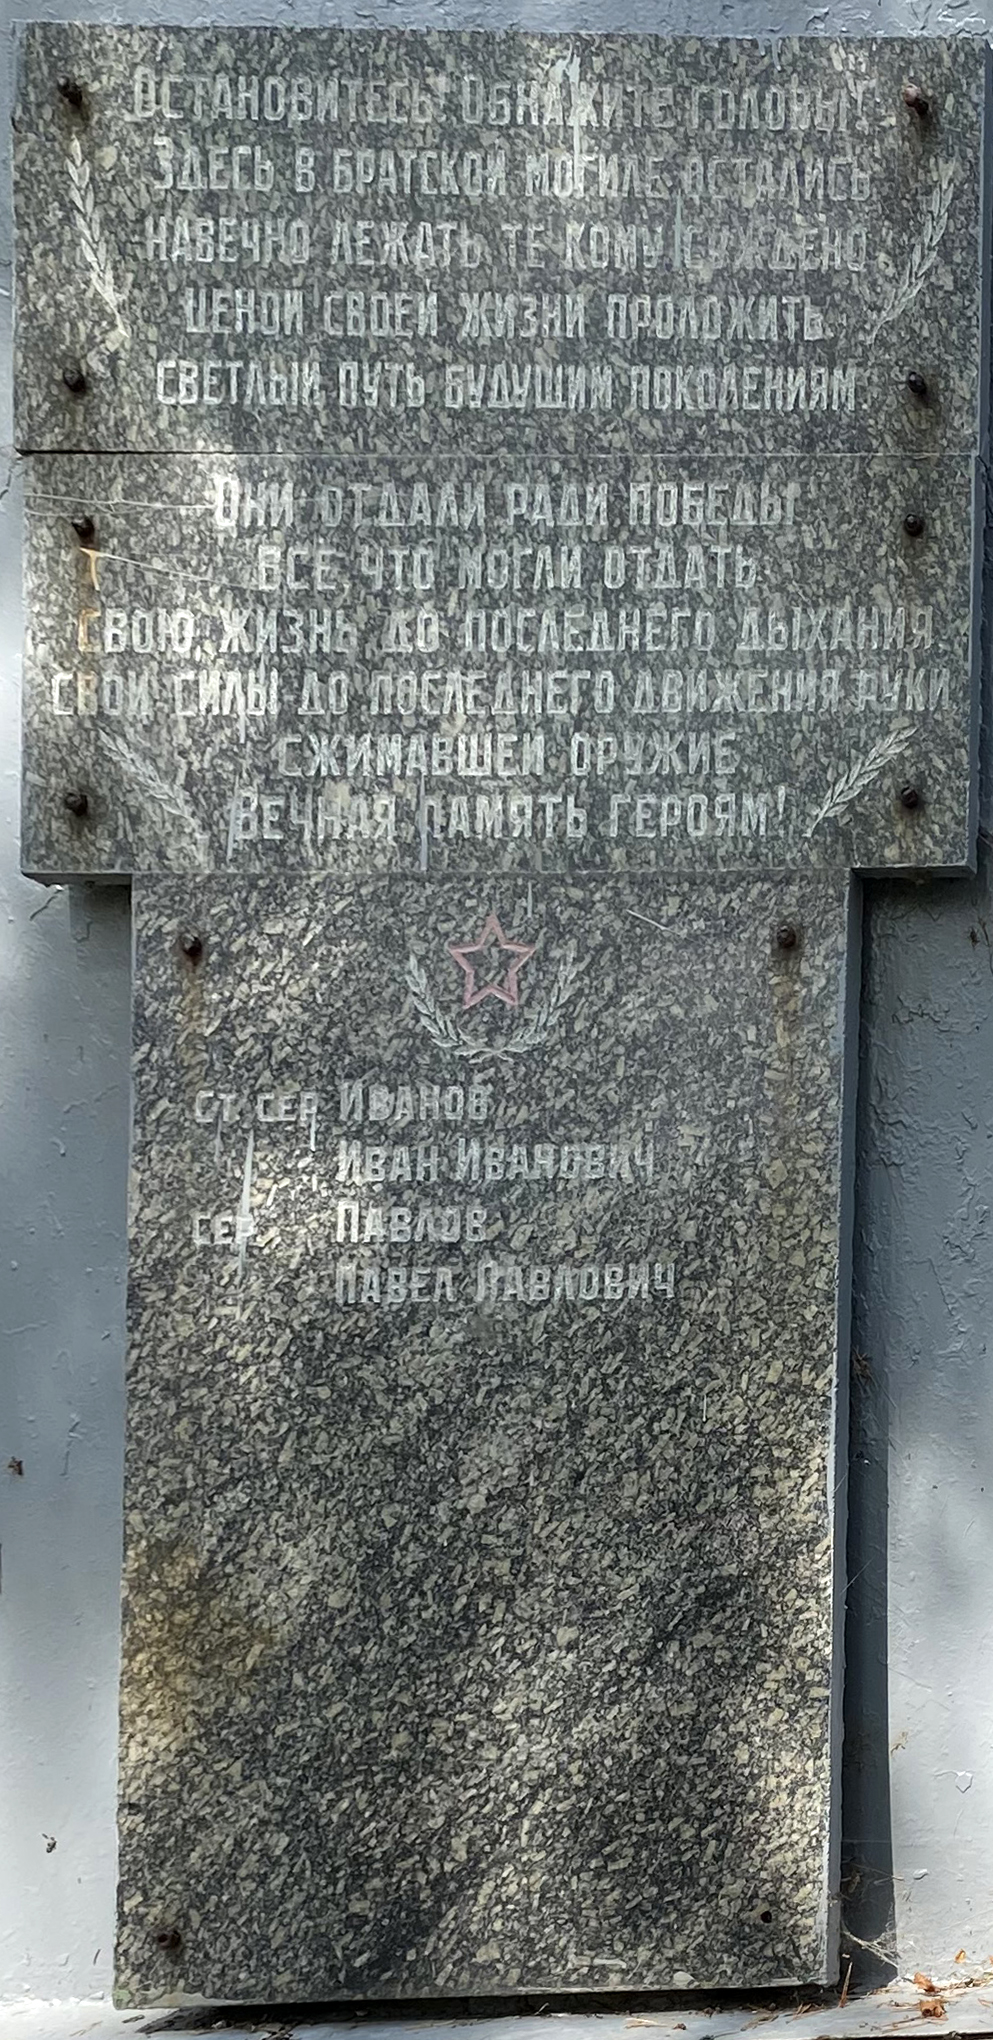 Остановитесь! Обнажите головы!
Здесь в братской могиле остались
навечно лежать те кому суждено
ценой своей жизни проложить
светлый путь будущим поколениям.
Они отдали ради победы
все, что могли отдать
свою жизнь до последнего дыхания.
Свои силы до последнего движения руки
сжимавшей оружие
Вечная память героям!
ст. сер. Иванов
Иван Иванович
сер. Павлов
Павел Павлович